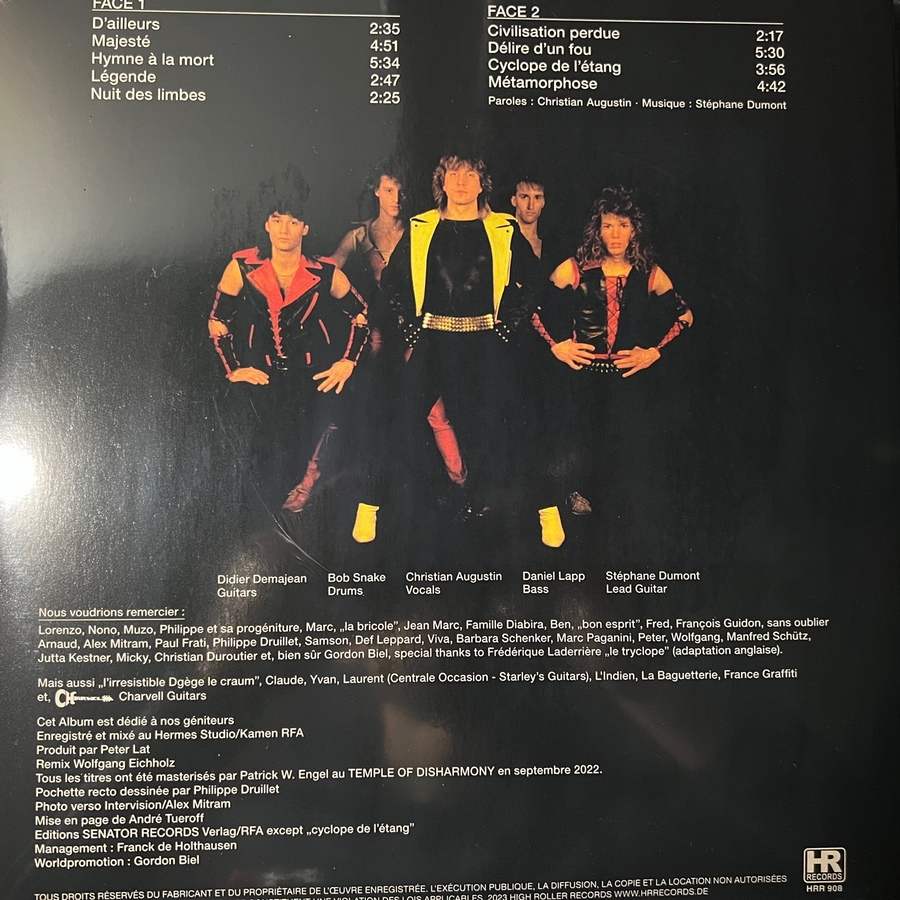 FACE 1
D'ailleurs 2:35
Majesté 4:51
Hymne à la mort 5:34
Légende 2:47
Nuit des limbes 2:25
FACE 2
Civilisation perdue 2:17
Délire d'un fou 5:30
Cyclope de l'étang 3:56
Métamorphose 4:42
Paroles : Christian Augustin · Musique : Stéphane Dumont
Didier Demajean
Guitars
Bob Snake
Drums
Christian Augustin
Vocals
Daniel Lapp
Bass
Stéphane Dumont
Lead Guitar
Nous voudrions remercier :
Lorenzo, Nono, Muzo, Philippe et sa progéniture, Marc, „la bricole”, Jean Marc, Famille Diabira, Ben, „bon esprit”, Fred, François Guidon, sans oublier
Arnaud, Alex Mitram, Paul Frati, Philippe Druillet, Samson, Def Leppard, Viva, Barbara Schenker, Marc Paganini, Peter, Wolfgang, Manfred Schütz,
Jutta Kestner, Micky, Christian Duroutier et, bien sûr Gordon Biel, special thanks to Frédérique Laderrière „le tryclope” (adaptation anglaise).
Mais aussi „l'irresistible Dgège le craum”, Claude, Yvan, Laurent (Centrale Occasion - Starley's Guitars), L'Indien, La Baguetterie, France Graffiti
et, Charvell Guitars
Cet Album est dédié à nos géniteurs
Enregistré et mixé au Hermes Studio/Kamen RFA
Produit par Peter Lat
Remix Wolfgang Eichholz
Tous les titres ont été masterisés par Patrick W. Engel au TEMPLE OF DISHARMONY en septembre 2022.
Pochette recto dessinée par Philippe Druillet
Photo verso Intervision/Alex Mitram
Mise en page de André Tueroff
Editions SENATOR RECORDS Verlag/RFA except „cyclope de l'étang”
Management : Franck de Holthausen
Worldpromotion : Gordon Biel
HR
RECORDS
HRR 908
TOUS DROITS RÉSERVÉS DU FABRICANT ET DU PROPRIÉTAIRE DE L'ŒUVRE ENREGISTRÉE. L'EXÉCUTION PUBLIQUE, LA DIFFUSION, LA COPIE ET LA LOCATION NON AUTORISÉES
UNE VIOLATION DES LOIS APPLICABLES. 2023 HIGH ROLLER RECORDS WWW.HRRECORDS.DE